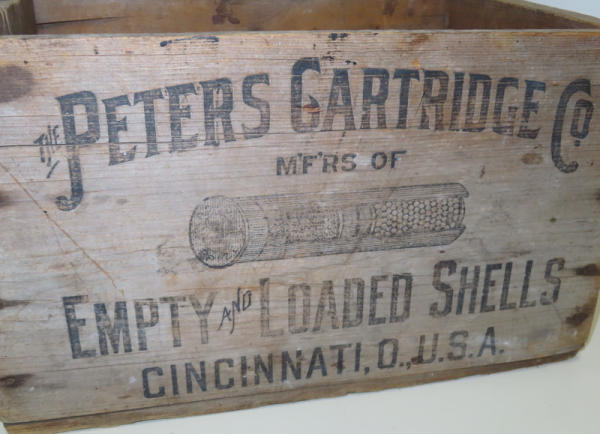 THE PETERS CARTRIDGE CO.
M'F'RS OF
EMPTY AND LOADED SHELLS
CINCINNATI, O., U.S.A.